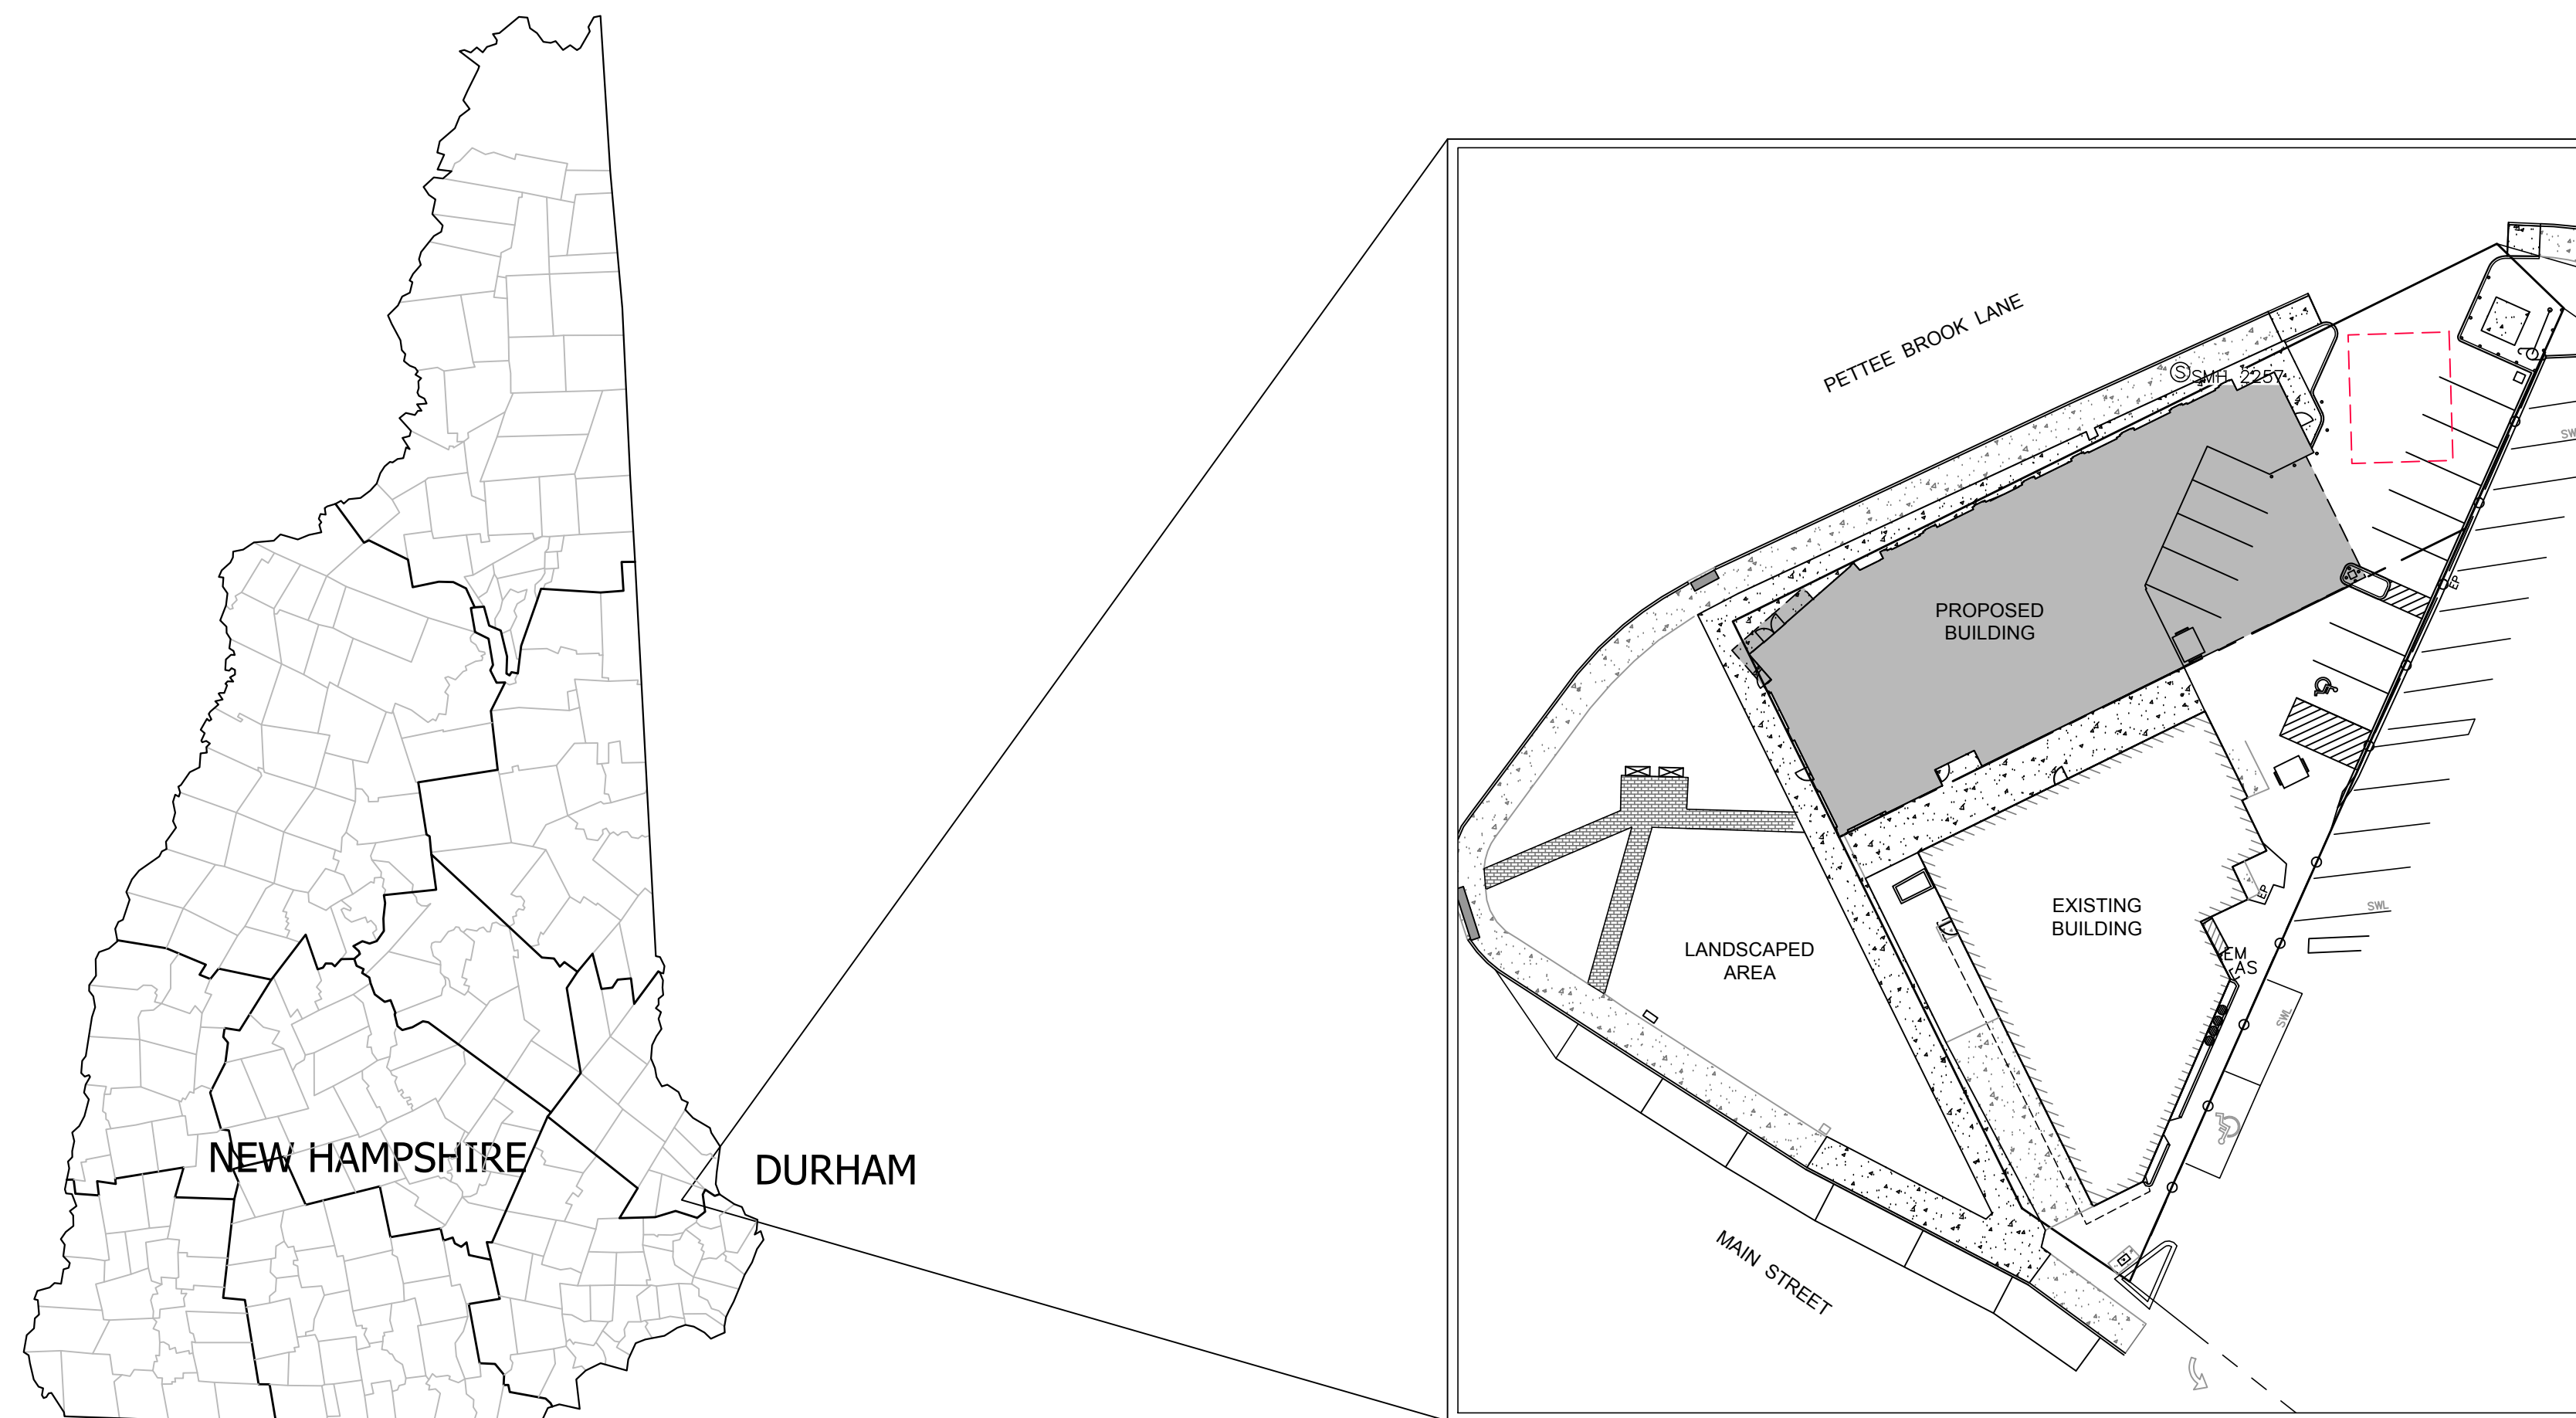 NEW HAMPSHIRE
DURHAM
PETTEE BROOK LANE
SMH 2257
S
SWL
PROPOSED
BUILDING
EP
EXISTING
BUILDING
EP
SWL
LANDSCAPED
AREA
EM
AS
SWL
MAIN STREET